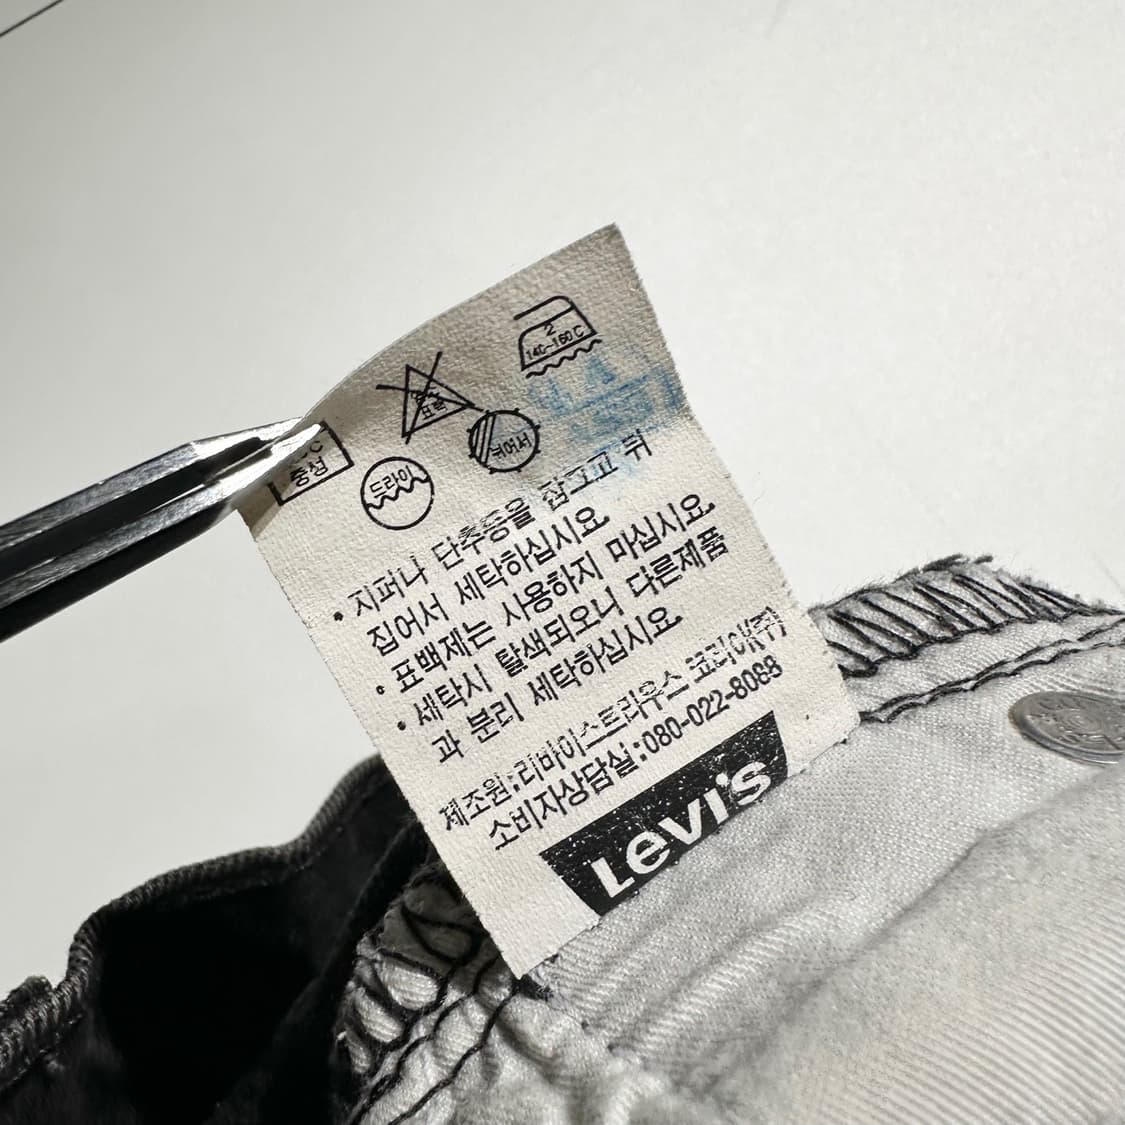 2
140~160℃
표백
중성
드라이
뉘어서
• 지퍼나 단추등을 잠그고 뒤
집어서 세탁하십시요
• 표백제는 사용하지 마십시요
• 세탁시 탈색되오니 다른제품
과 분리 세탁하십시요
제조원:리바이스트라우스 코리아(주)
소비자상담실:080-022-8088
Levi's